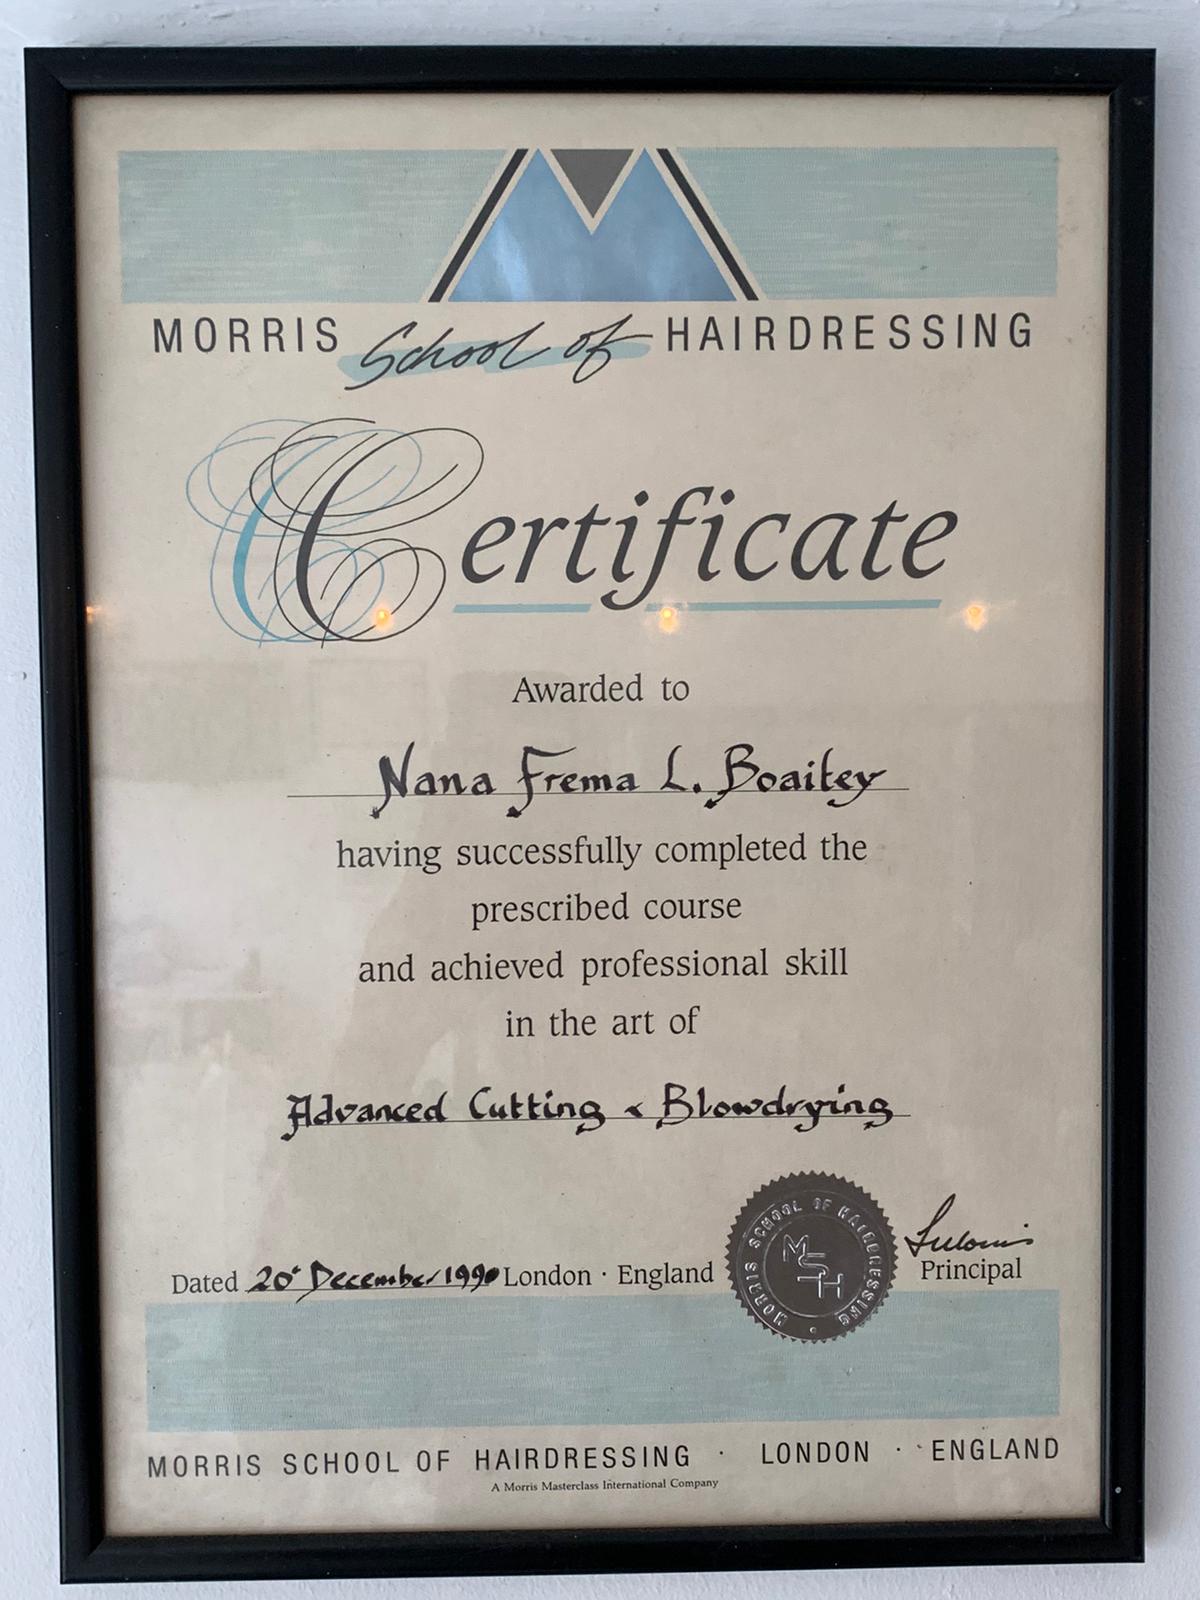 MORRIS School of HAIRDRESSING
Certificate
Awarded to
Nana Frema L. Boaitey
having successfully completed the
prescribed course
and achieved professional skill
in the art of
Advanced Cutting & Blowdrying
Dated 20 December 1990 London · England
MORRIS SCHOOL OF HAIRDRESSING
MSH
Principal
MORRIS SCHOOL OF HAIRDRESSING · LONDON · ENGLAND
A Morris Masterclass International Company